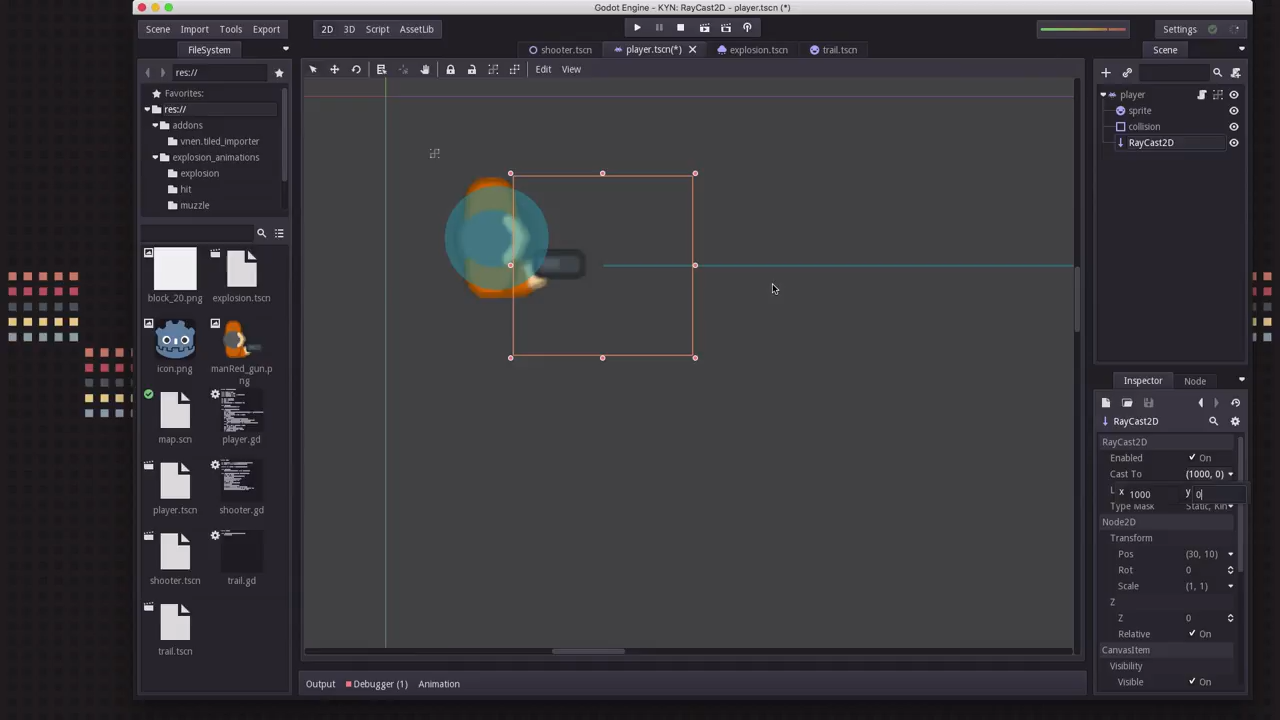 Godot Engine - KYN: RayCast2D - player.tscn (*)
Scene Import Tools Export
2D 3D Script AssetLib
Settings
FileSystem
shooter.tscn
player.tscn(*)
explosion.tscn
trail.tscn
Scene
res://
Edit View
Favorites:
res://
addons
vnen.tiled_importer
explosion_animations
explosion
hit
muzzle
player
sprite
collision
RayCast2D
block_20.png
explosion.tscn
icon.png
manRed_gun.p
ng
map.scn
player.gd
player.tscn
shooter.gd
shooter.tscn
trail.gd
trail.tscn
Inspector Node
RayCast2D
RayCast2D
Enabled On
Cast To (1000, 0)
L x 1000 y 0
Type Mask Static, Kin
Node2D
Transform
Pos (30, 10)
Rot 0
Scale (1, 1)
Z
Z 0
Relative On
CanvasItem
Visibility
Visible On
Output Debugger (1) Animation